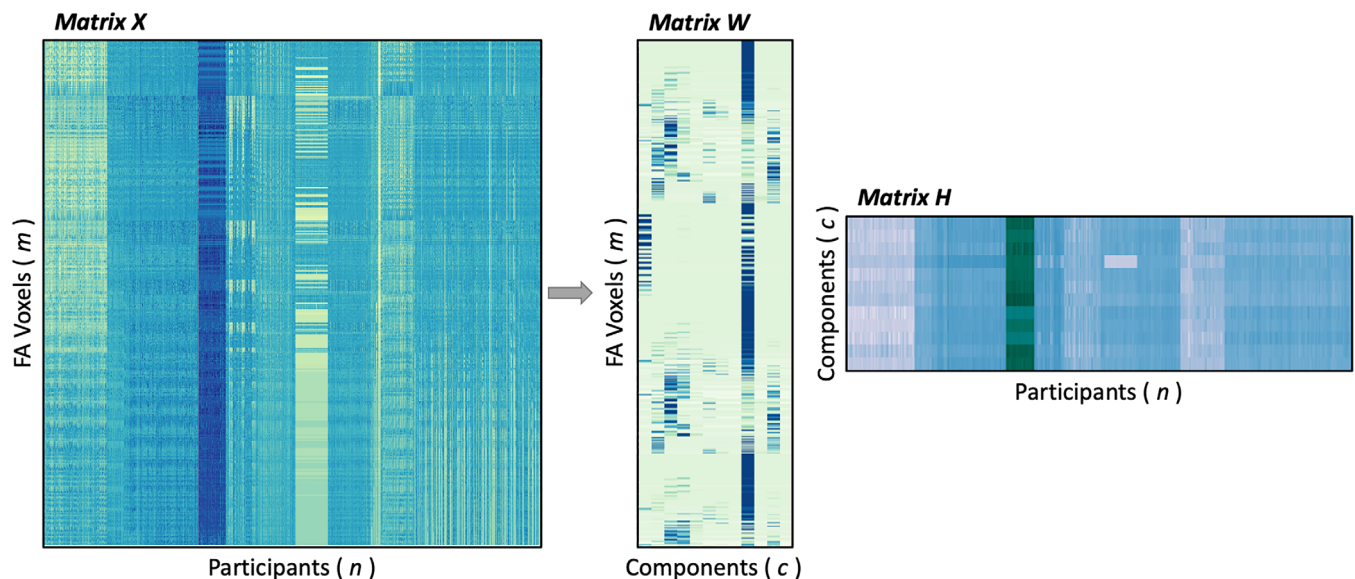 Matrix X
FA Voxels ( m )
Participants ( n )
Matrix W
FA Voxels ( m )
Components ( c )
Matrix H
Components ( c )
Participants ( n )